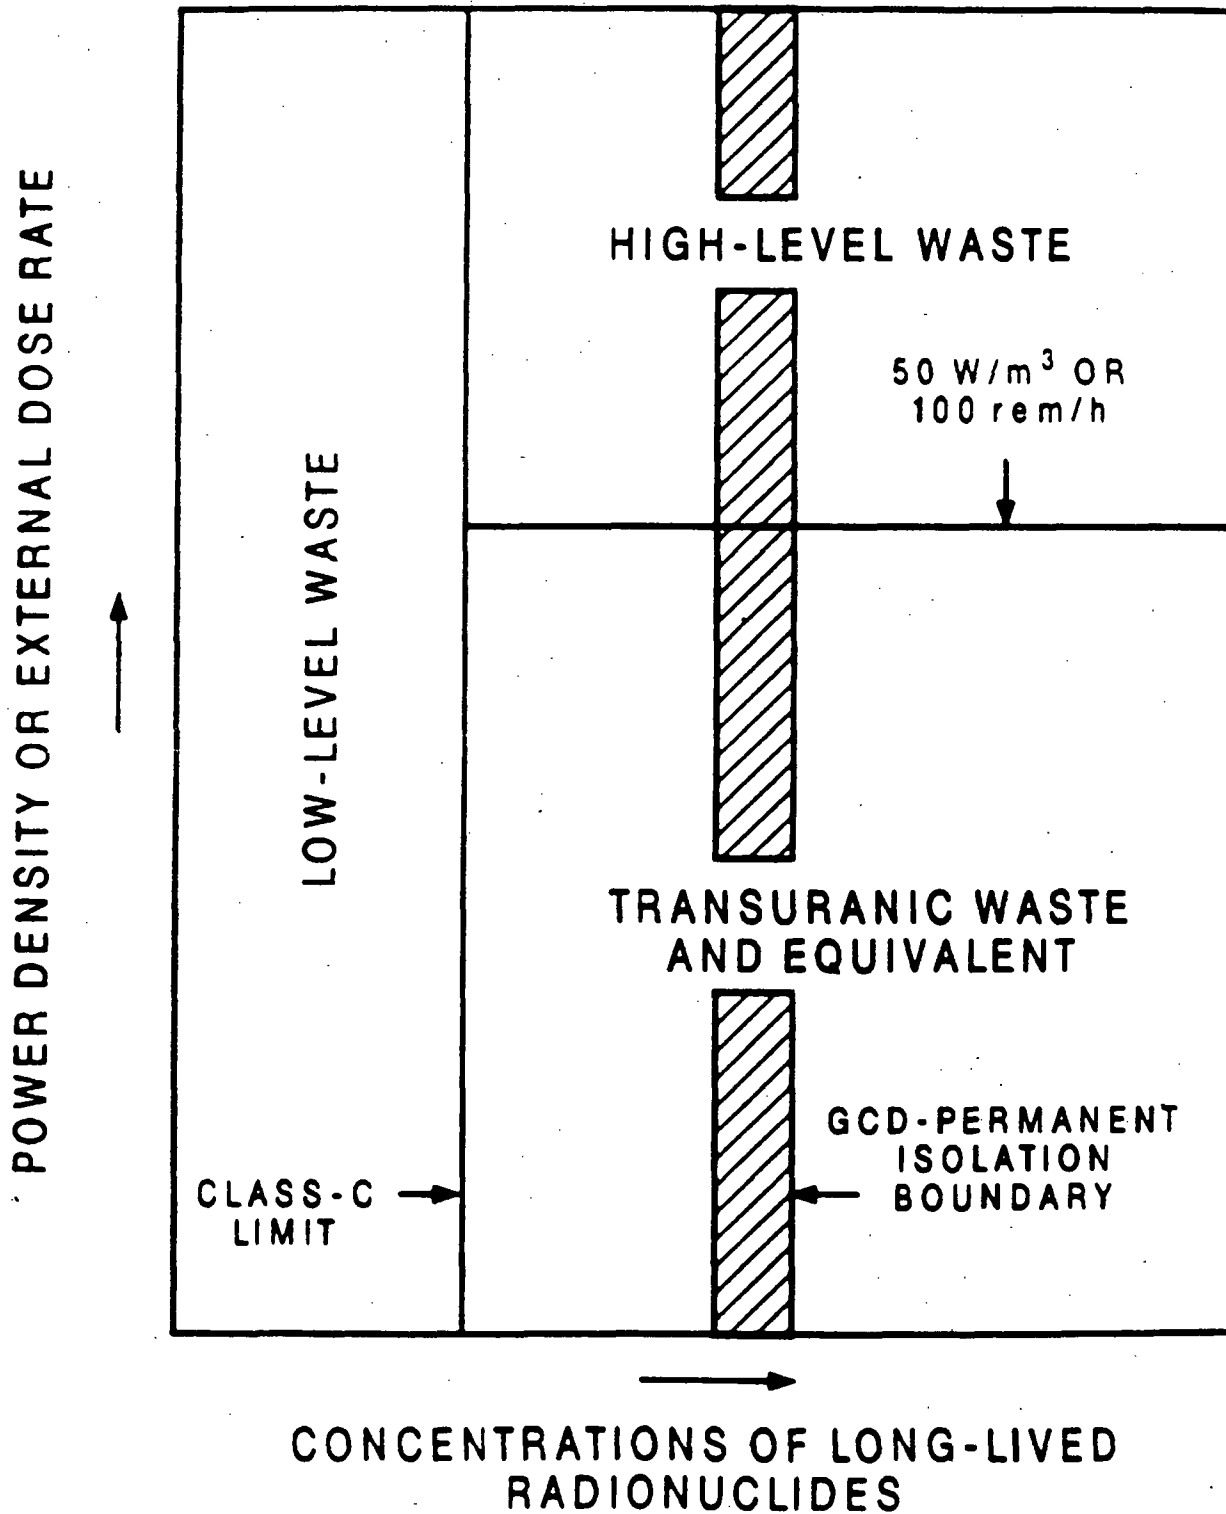 POWER DENSITY OR EXTERNAL DOSE RATE
LOW-LEVEL WASTE
HIGH-LEVEL WASTE
50 W/m³ OR
100 rem/h
TRANSURANIC WASTE
AND EQUIVALENT
GCD-PERMANENT
ISOLATION
BOUNDARY
CLASS-C
LIMIT
CONCENTRATIONS OF LONG-LIVED
RADIONUCLIDES